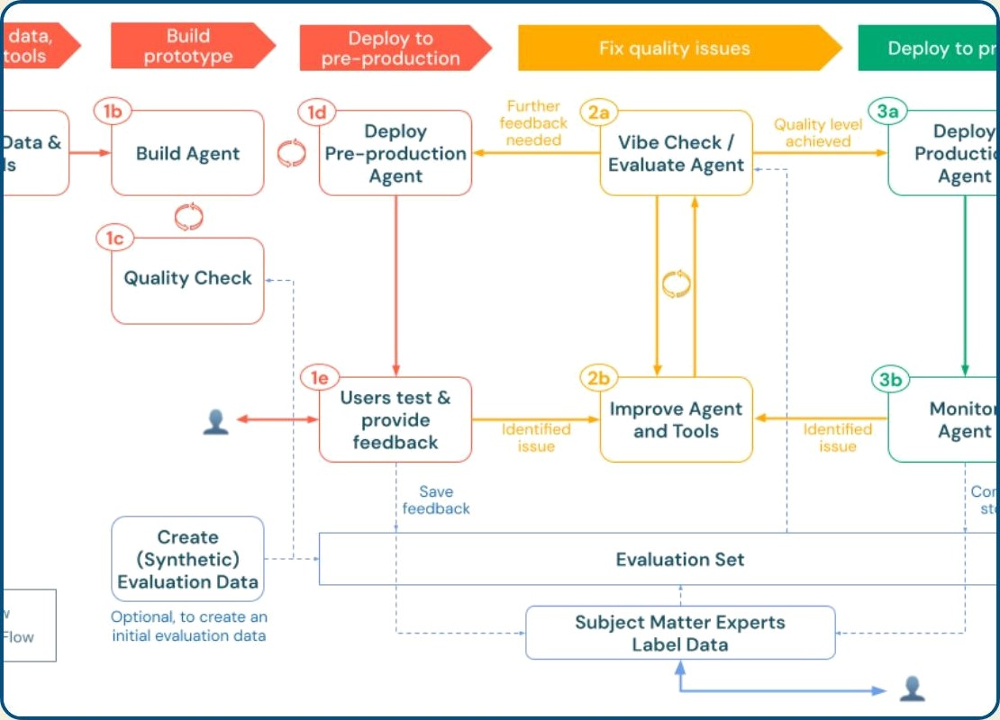 data,
tools
Build
prototype
Deploy to
pre-production
Fix quality issues
Deploy to pr
1b
1d
2a
3a
Data &
ls
Build Agent
Deploy
Pre-production
Agent
Further
feedback
needed
Vibe Check /
Evaluate Agent
Quality level
achieved
Deploy
Productio
Agent
1c
Quality Check
1e
Users test &
provide
feedback
Identified
issue
2b
Improve Agent
and Tools
Identified
issue
3b
Monitor
Agent
Save
feedback
Con
sto
Create
(Synthetic)
Evaluation Data
Optional, to create an
initial evaluation data
Evaluation Set
Subject Matter Experts
Label Data
w
Flow